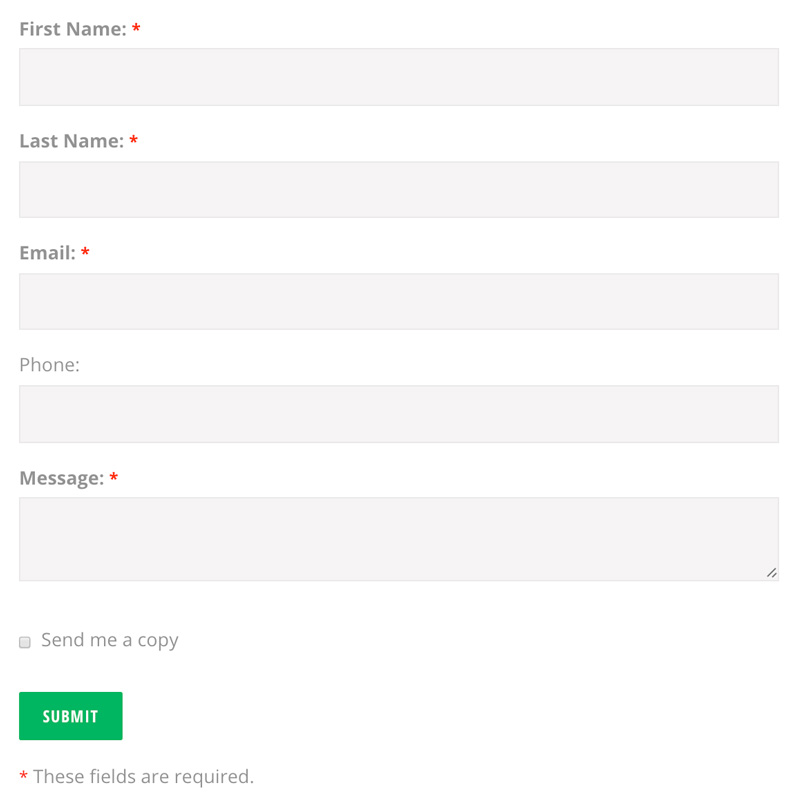 First Name: *
Last Name: *
Email: *
Phone:
Message: *
Send me a copy
SUBMIT
* These fields are required.